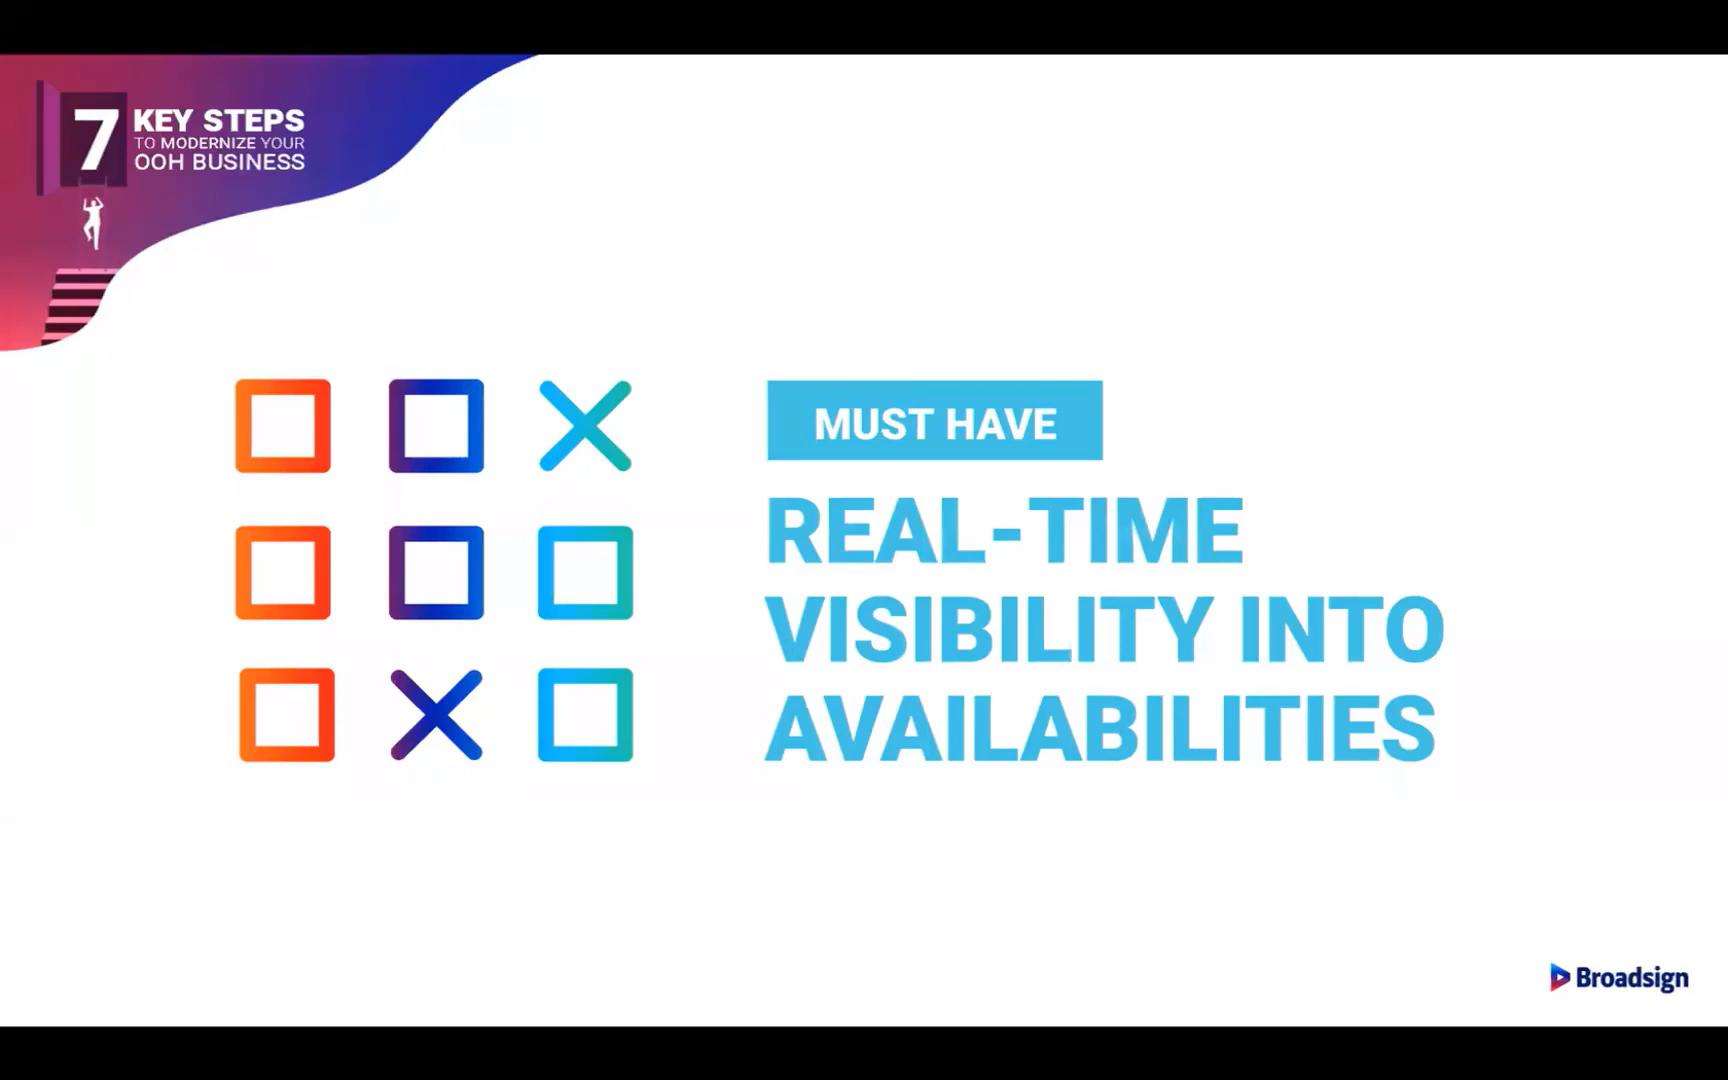 7
KEY STEPS
TO MODERNIZE YOUR
OOH BUSINESS
MUST HAVE
REAL-TIME
VISIBILITY INTO
AVAILABILITIES
Broadsign